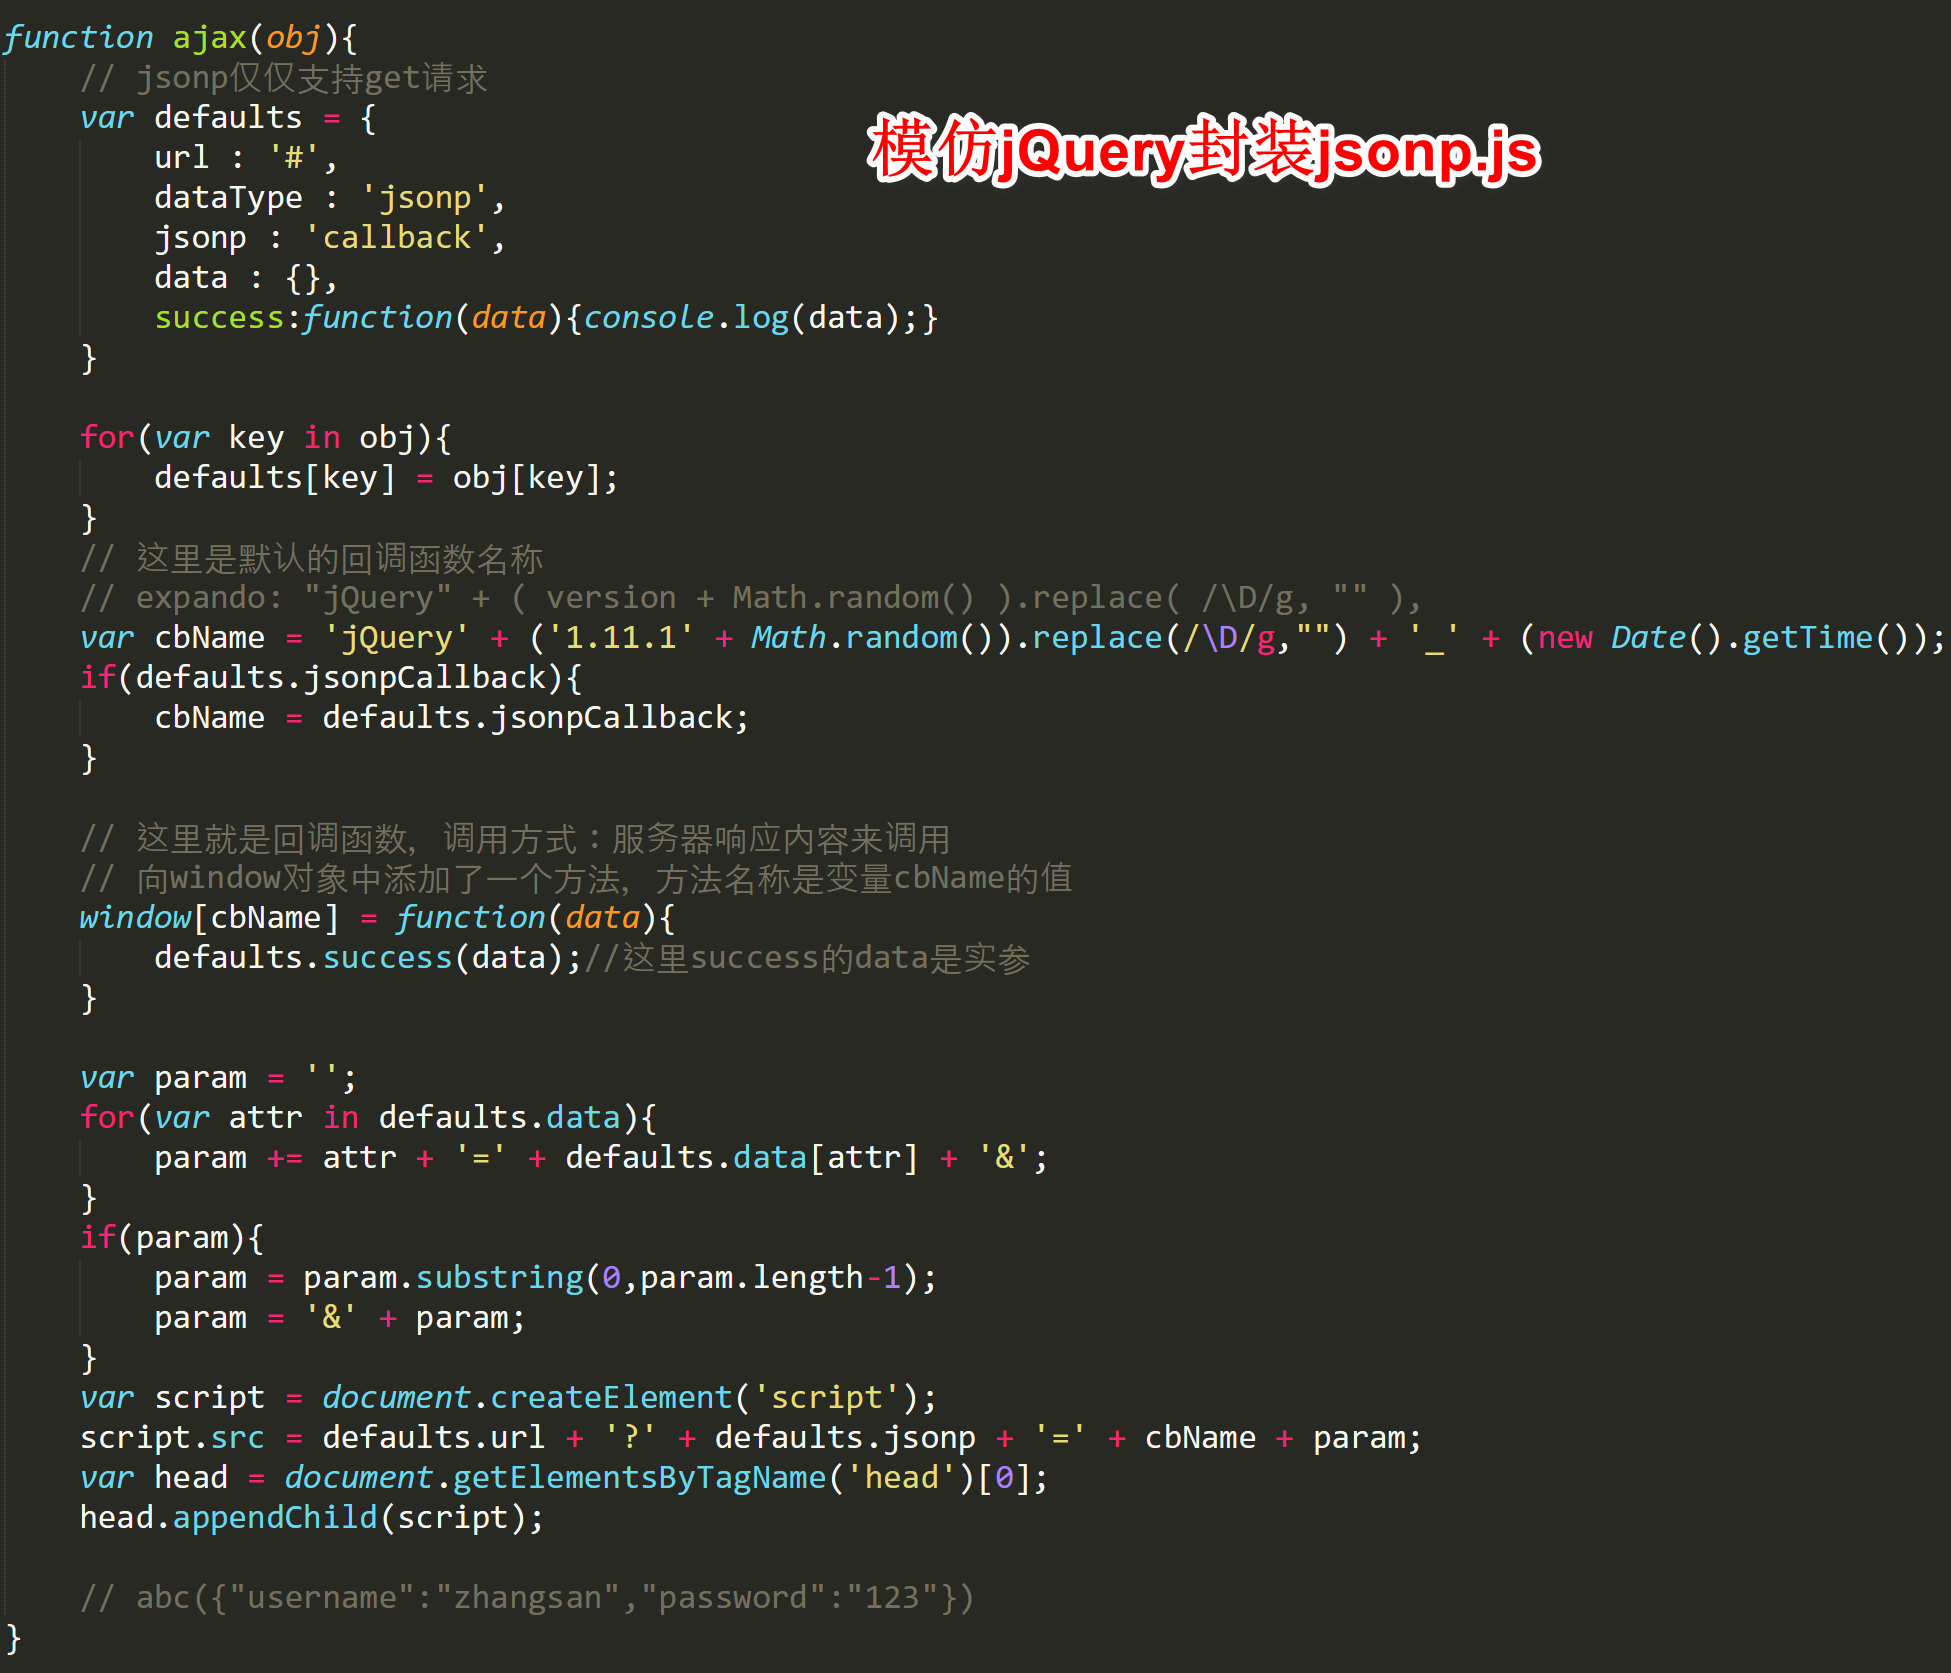 function ajax(obj){
    // jsonp仅仅支持get请求
    var defaults = {
        url : '#',
        dataType : 'jsonp',
        jsonp : 'callback',
        data : {},
        success:function(data){console.log(data);}
    }
模仿jQuery封装jsonp.js
    for(var key in obj){
        defaults[key] = obj[key];
    }
    // 这里是默认的回调函数名称
    // expando: "jQuery" + ( version + Math.random() ).replace( /\D/g, "" ),
    var cbName = 'jQuery' + ('1.11.1' + Math.random()).replace(/\D/g,"") + '_' + (new Date().getTime());
    if(defaults.jsonpCallback){
        cbName = defaults.jsonpCallback;
    }
    // 这里就是回调函数，调用方式：服务器响应内容来调用
    // 向window对象中添加了一个方法，方法名称是变量cbName的值
    window[cbName] = function(data){
        defaults.success(data);//这里success的data是实参
    }
    var param = '';
    for(var attr in defaults.data){
        param += attr + '=' + defaults.data[attr] + '&';
    }
    if(param){
        param = param.substring(0,param.length-1);
        param = '&' + param;
    }
    var script = document.createElement('script');
    script.src = defaults.url + '?' + defaults.jsonp + '=' + cbName + param;
    var head = document.getElementsByTagName('head')[0];
    head.appendChild(script);
    // abc({"username":"zhangsan","password":"123"})
}